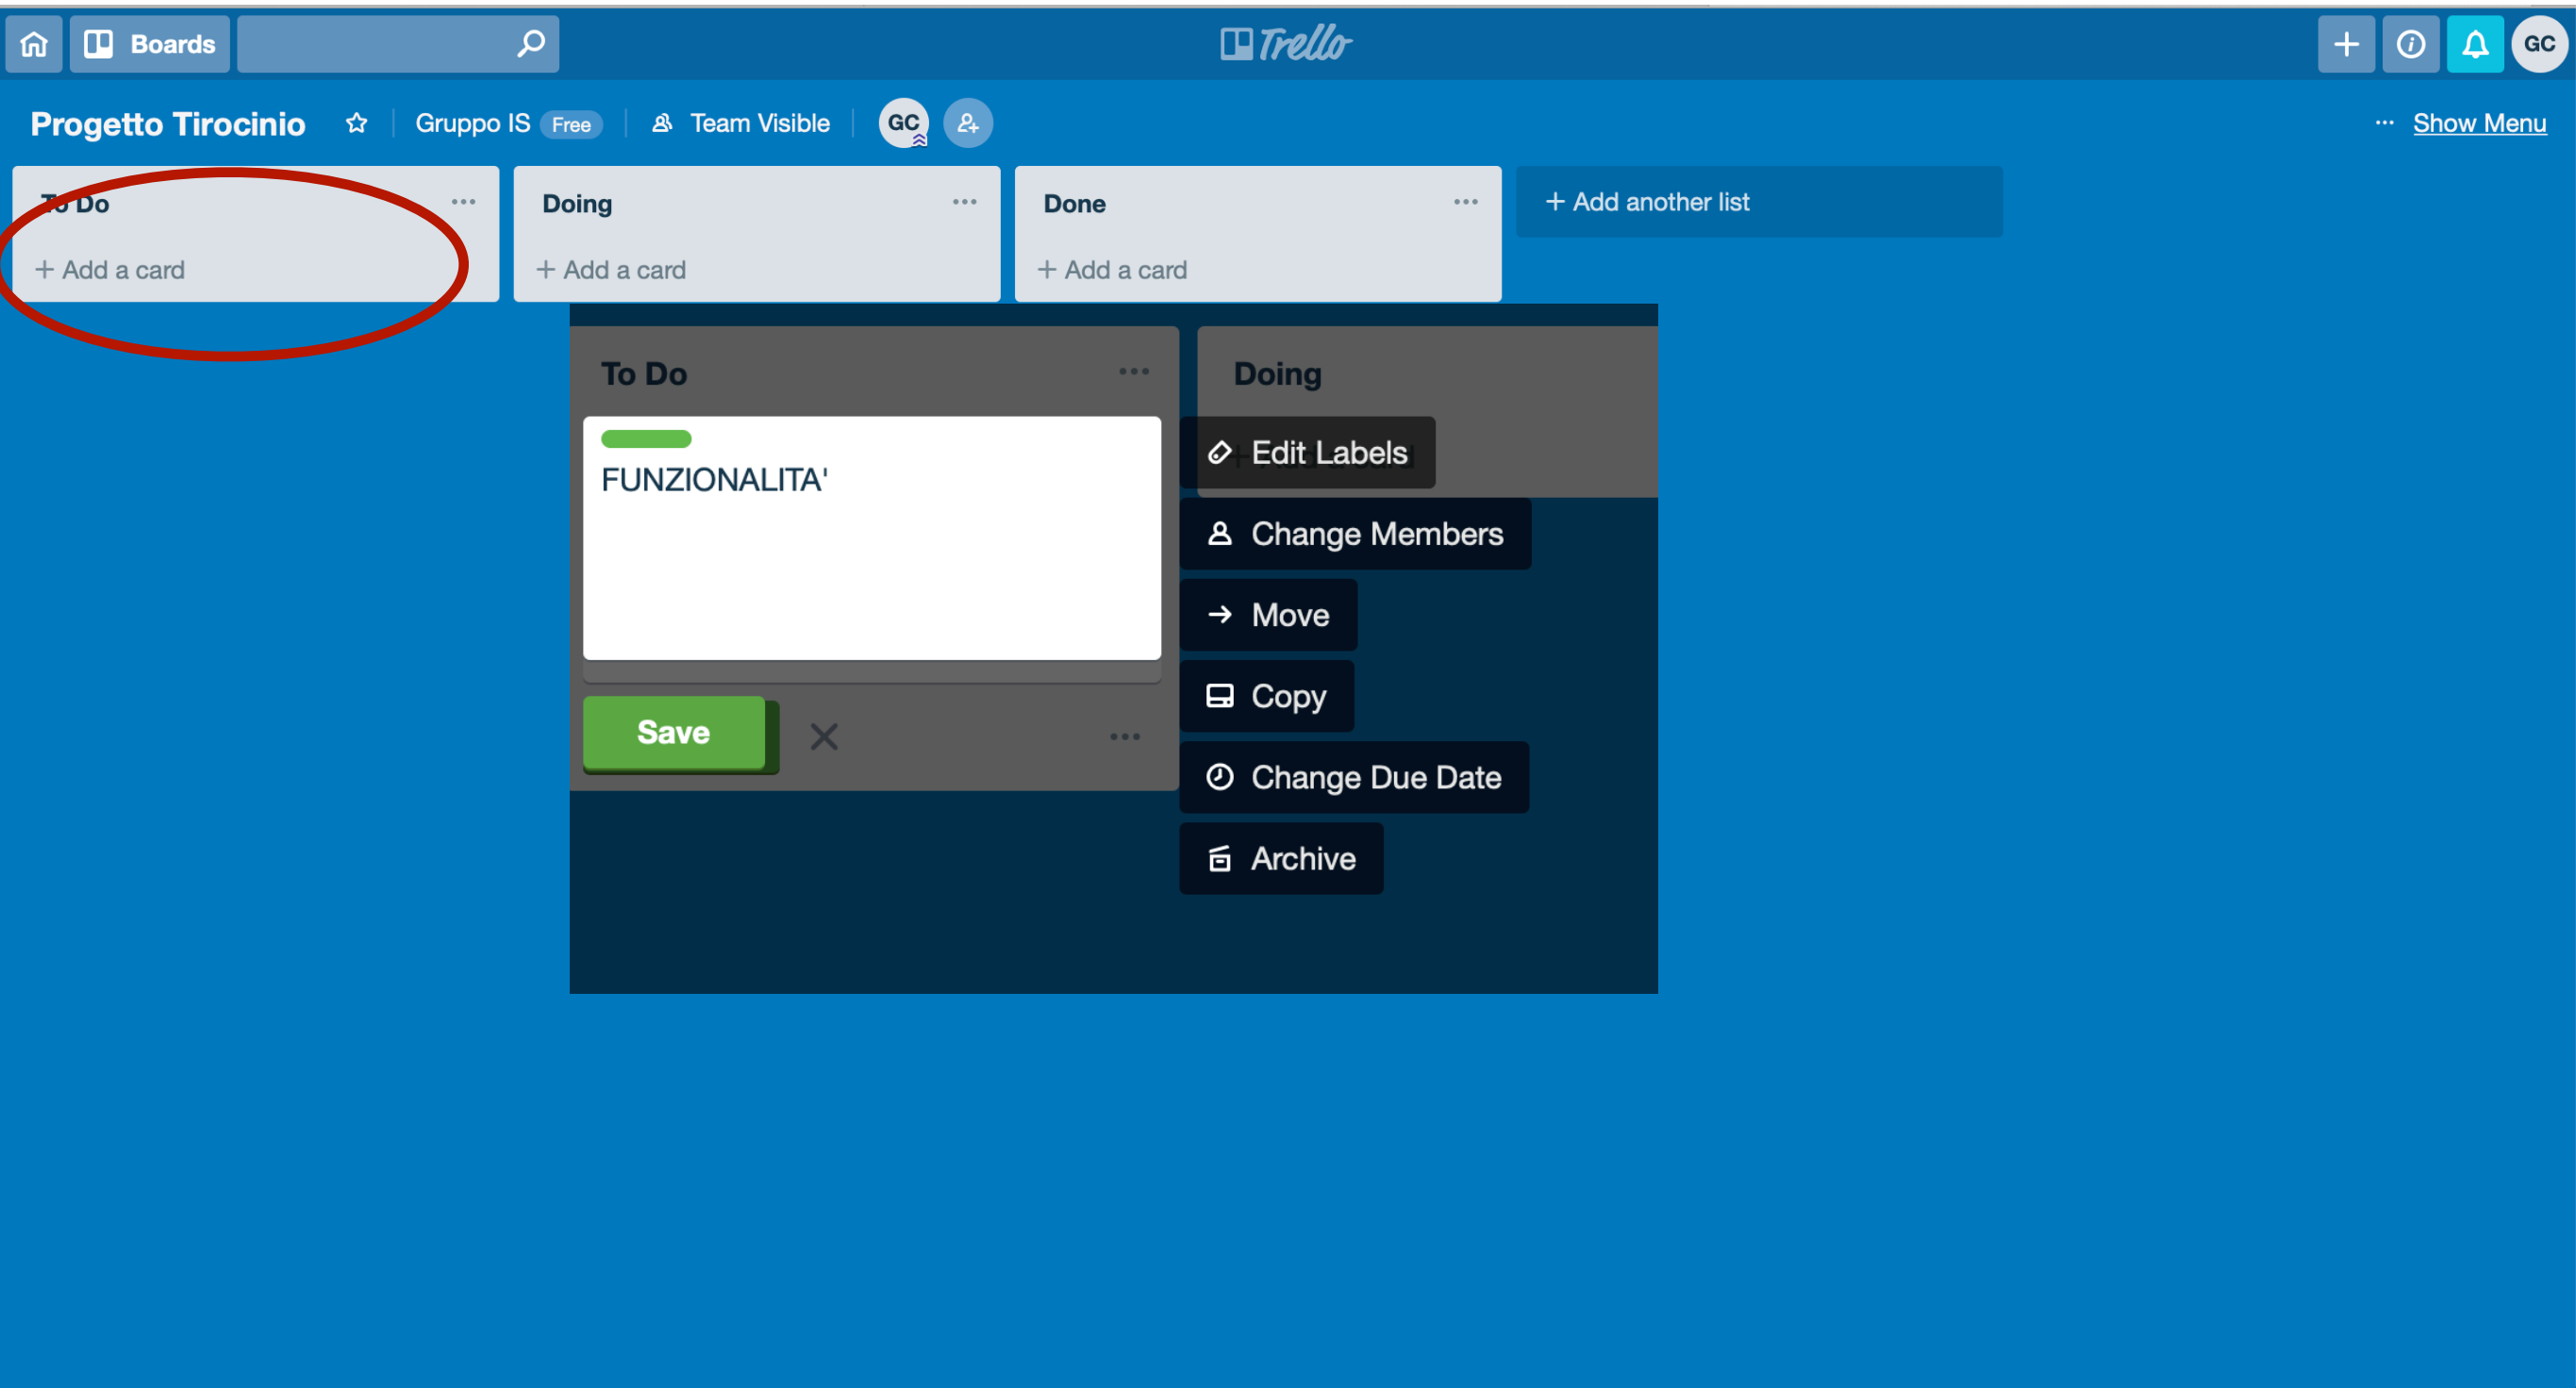 Boards
Trello
GC
Progetto Tirocinio
Gruppo IS Free
Team Visible
GC
... Show Menu
To Do ...
+ Add a card
Doing ...
+ Add a card
Done ...
+ Add a card
+ Add another list
To Do ...
FUNZIONALITA'
Save
...
Doing
Edit Labels
Change Members
Move
Copy
Change Due Date
Archive